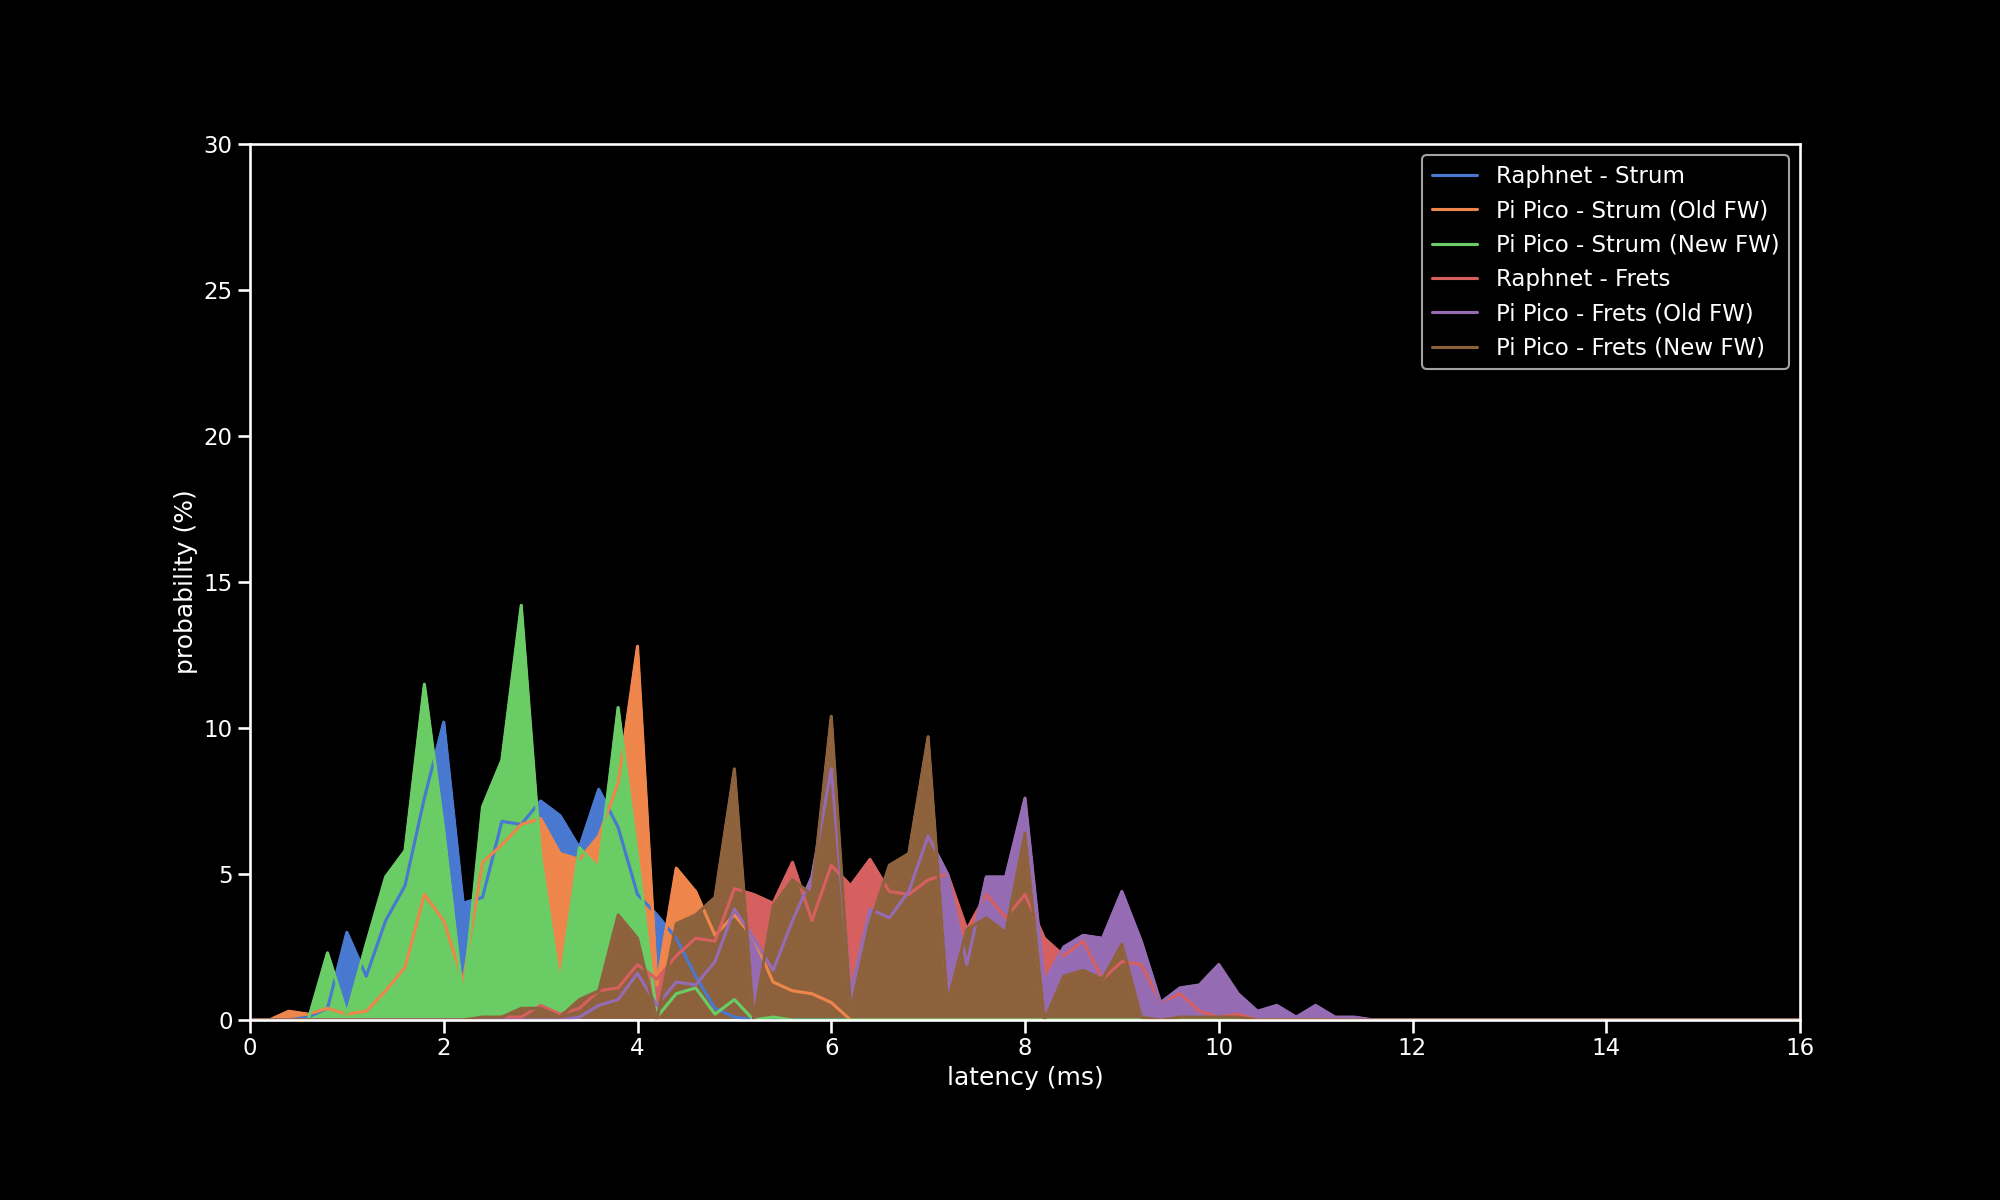 30
25
20
15
10
5
0
probability (%)
0 2 4 6 8 10 12 14 16
latency (ms)
Raphnet - Strum
Pi Pico - Strum (Old FW)
Pi Pico - Strum (New FW)
Raphnet - Frets
Pi Pico - Frets (Old FW)
Pi Pico - Frets (New FW)